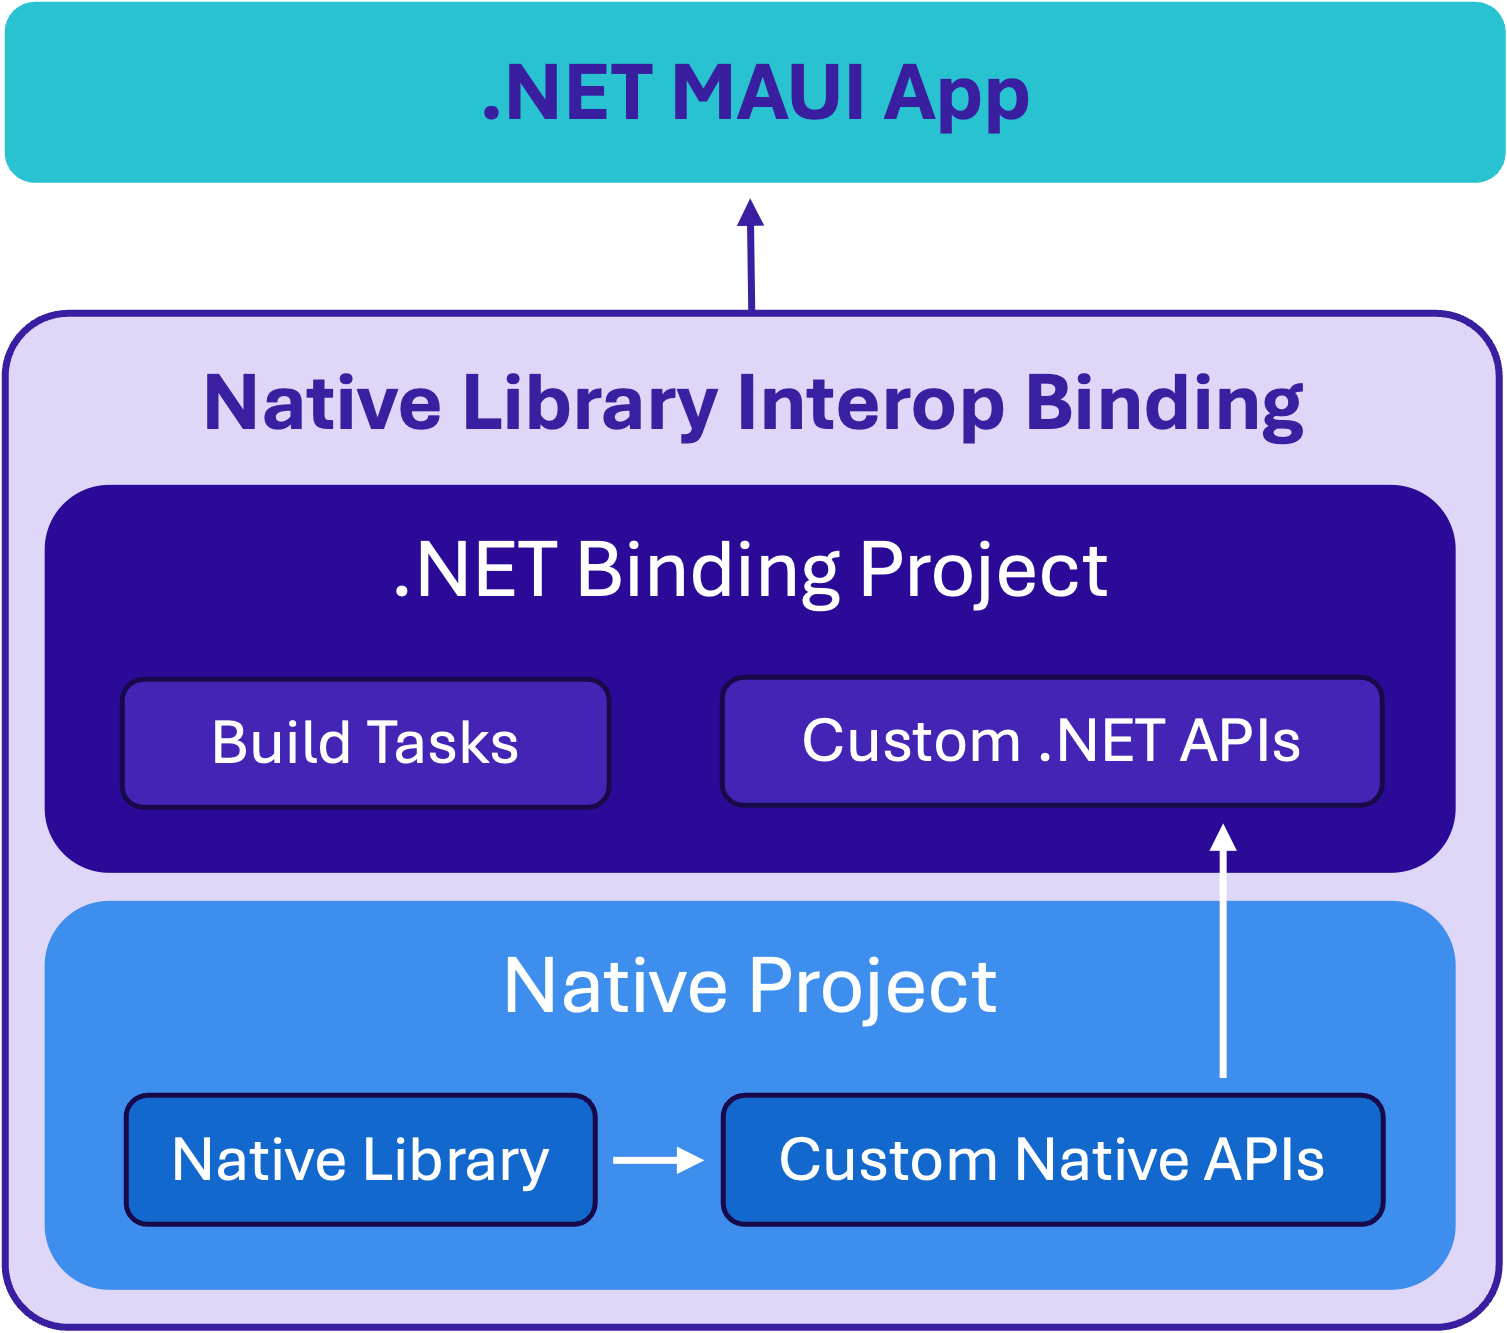 .NET MAUI App
Native Library Interop Binding
.NET Binding Project
Build Tasks
Custom .NET APIs
Native Project
Native Library
Custom Native APIs